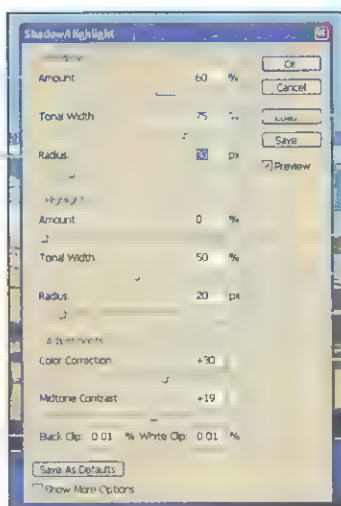 Shadow/Highlight
OK
Amount 60 %
Cancel
Tonal Width 75 %
Save
Radius px
Preview
Highlight
Amount 0 %
Tonal Width 50 %
Radius 20 px
Adjustments
Color Correction +30
Midtone Contrast +19
Black Clip: 0.01 % White Clip: 0.01 %
Save As Defaults
Show More Options